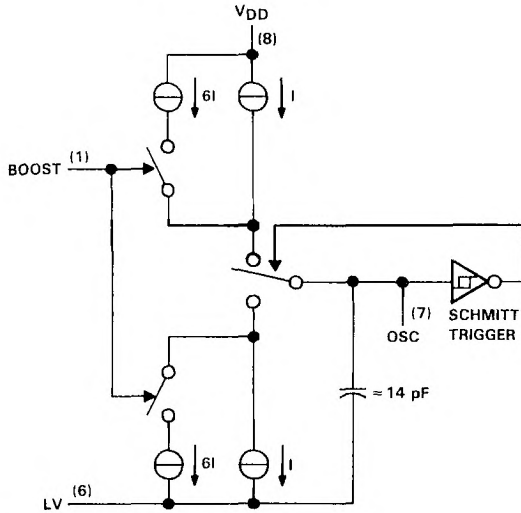 VDD
(8)
6I
I
BOOST
(1)
(7)
OSC
SCHMITT
TRIGGER
≈ 14 pF
6I
I
LV
(6)